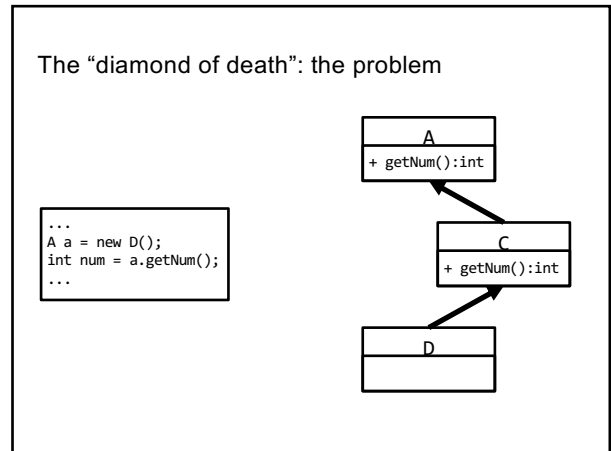 The “diamond of death”: the problem
...
A a = new D();
int num = a.getNum();
...
A
+ getNum():int
C
+ getNum():int
D